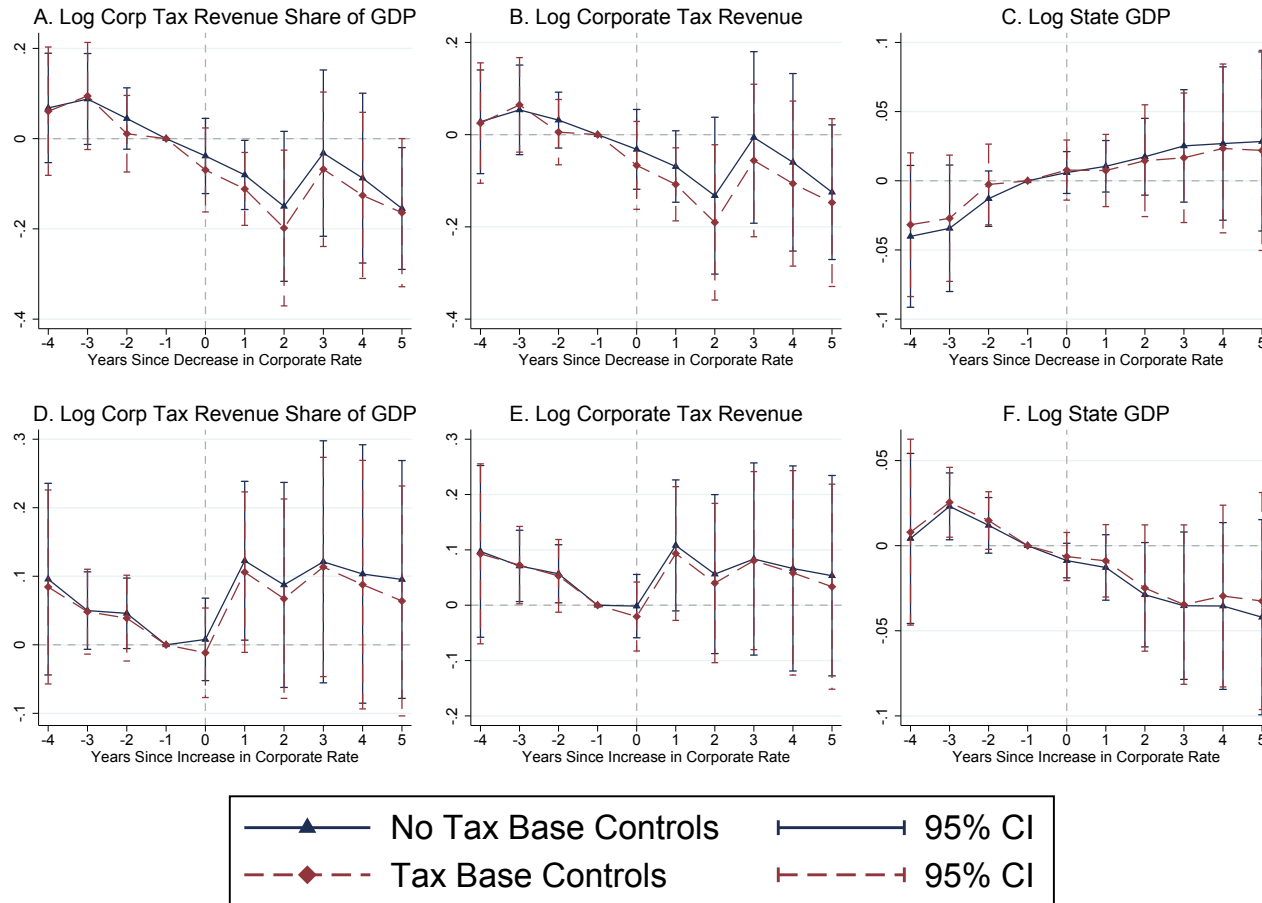 A. Log Corp Tax Revenue Share of GDP
.2
0
-.2
-.4
-4 -3 -2 -1 0 1 2 3 4 5
Years Since Decrease in Corporate Rate
B. Log Corporate Tax Revenue
.2
0
-.2
-.4
-4 -3 -2 -1 0 1 2 3 4 5
Years Since Decrease in Corporate Rate
C. Log State GDP
.1
.05
0
-.05
-.1
-4 -3 -2 -1 0 1 2 3 4 5
Years Since Decrease in Corporate Rate
D. Log Corp Tax Revenue Share of GDP
.3
.2
.1
0
-.1
-4 -3 -2 -1 0 1 2 3 4 5
Years Since Increase in Corporate Rate
E. Log Corporate Tax Revenue
.3
.2
.1
0
-.1
-.2
-4 -3 -2 -1 0 1 2 3 4 5
Years Since Increase in Corporate Rate
F. Log State GDP
.05
0
-.05
-.1
-4 -3 -2 -1 0 1 2 3 4 5
Years Since Increase in Corporate Rate
No Tax Base Controls 95% CI
Tax Base Controls 95% CI